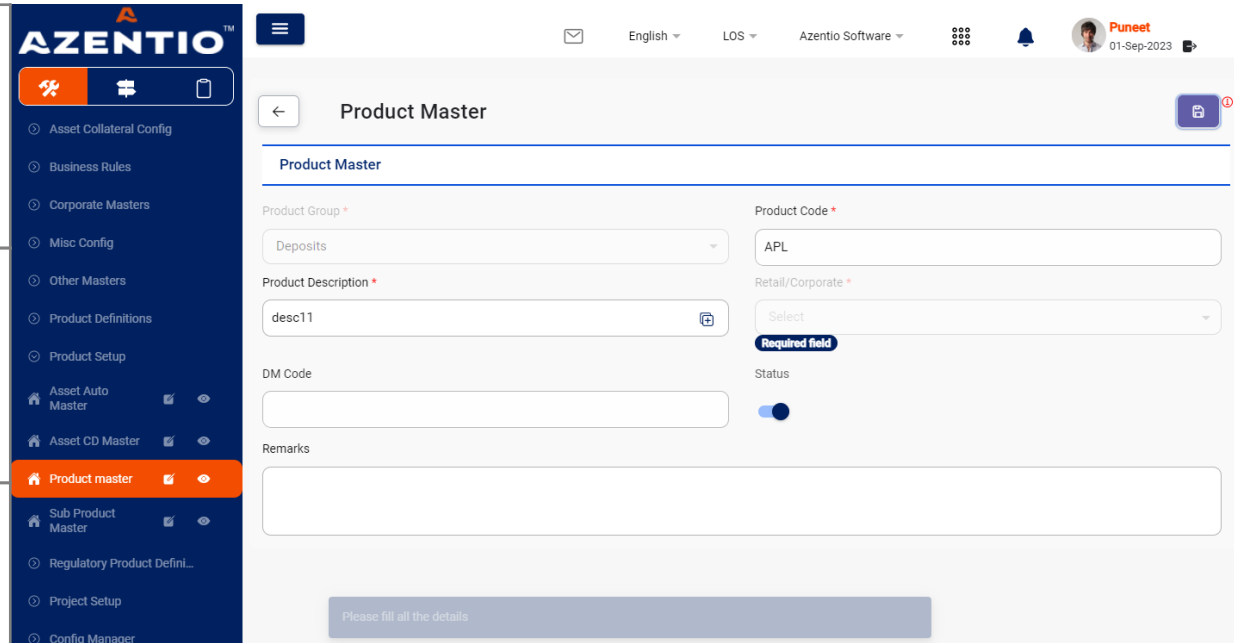 AZENTIO™
English
LOS
Azentio Software
Puneet
01-Sep-2023
Product Master
Product Master
Asset Collateral Config
Business Rules
Corporate Masters
Misc Config
Other Masters
Product Definitions
Product Setup
Asset Auto
Master
Asset CD Master
Product master
Sub Product
Master
Regulatory Product Defini...
Project Setup
Config Manager
Product Group *
Deposits
Product Code *
APL
Product Description *
desc11
Retail/Corporate *
Select
Required field
DM Code
Status
Remarks
Please fill all the details